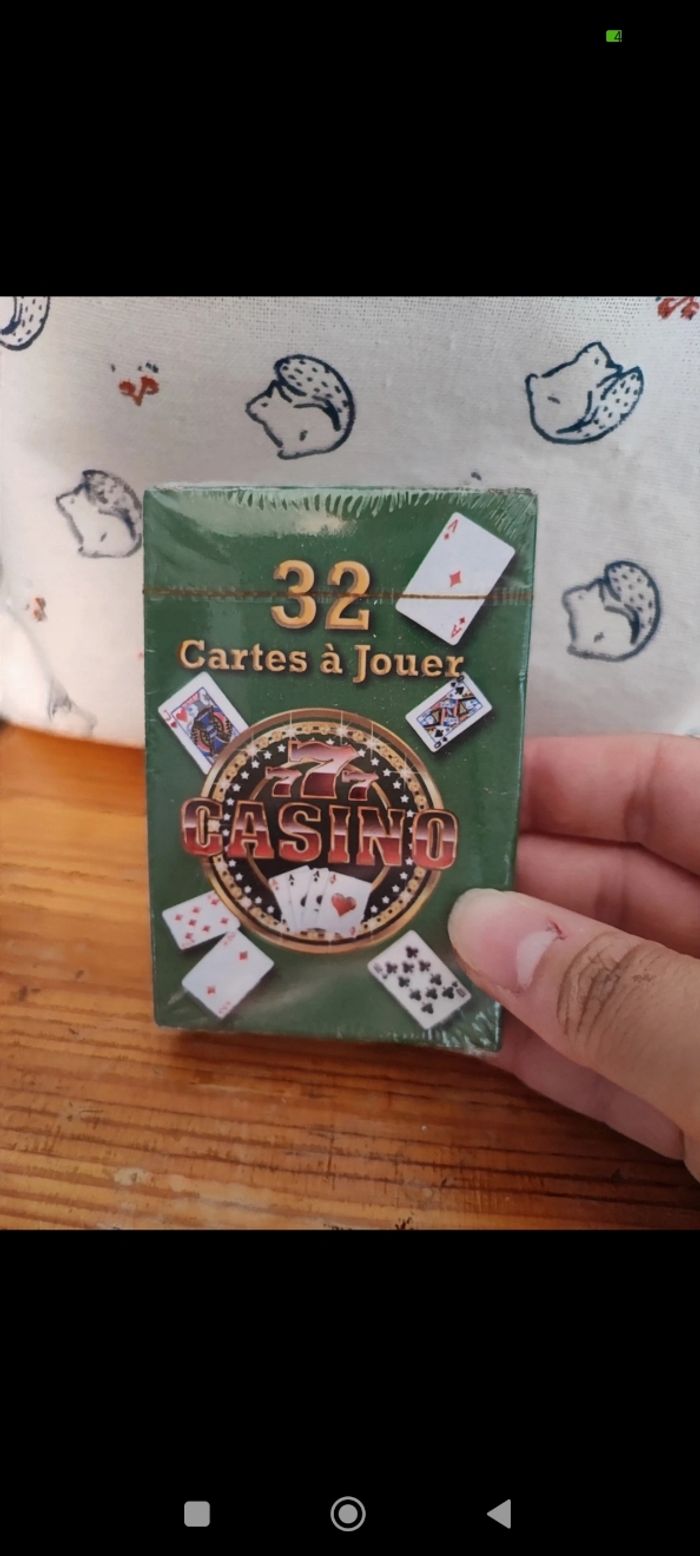 32
Cartes à Jouer
777
CASINO